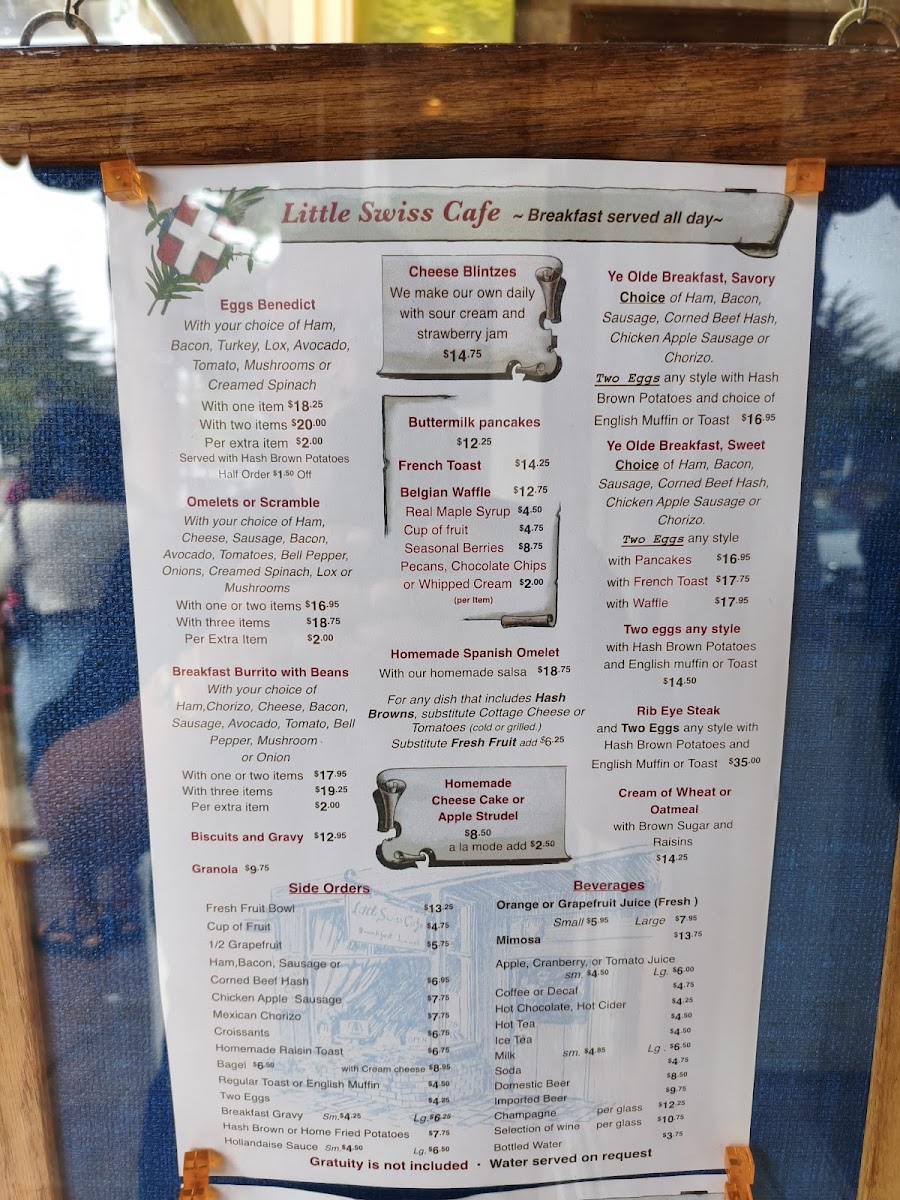 Little Swiss Cafe ~ Breakfast served all day~
Eggs Benedict
With your choice of Ham,
Bacon, Turkey, Lox, Avocado,
Tomato, Mushrooms or
Creamed Spinach
With one item $18.25
With two items $20.00
Per extra item $2.00
Served with Hash Brown Potatoes
Half Order $1.50 Off
Omelets or Scramble
With your choice of Ham,
Cheese, Sausage, Bacon,
Avocado, Tomatoes, Bell Pepper,
Onions, Creamed Spinach, Lox or
Mushrooms
With one or two items $16.95
With three items $18.75
Per Extra Item $2.00
Breakfast Burrito with Beans
With your choice of
Ham,Chorizo, Cheese, Bacon,
Sausage, Avocado, Tomato, Bell
Pepper, Mushroom
or Onion
With one or two items $17.95
With three items $19.25
Per extra item $2.00
Biscuits and Gravy $12.95
Granola $9.75
Cheese Blintzes
We make our own daily
with sour cream and
strawberry jam
$14.75
Buttermilk pancakes
$12.25
French Toast $14.25
Belgian Waffle $12.75
Real Maple Syrup $4.50
Cup of fruit $4.75
Seasonal Berries $8.75
Pecans, Chocolate Chips
or Whipped Cream $2.00
(per Item)
Homemade Spanish Omelet
With our homemade salsa $18.75
For any dish that includes Hash
Browns, substitute Cottage Cheese or
Tomatoes (cold or grilled.)
Substitute Fresh Fruit add $6.25
Homemade
Cheese Cake or
Apple Strudel
$8.50
a la mode add $2.50
Ye Olde Breakfast, Savory
Choice of Ham, Bacon,
Sausage, Corned Beef Hash,
Chicken Apple Sausage or
Chorizo.
Two Eggs any style with Hash
Brown Potatoes and choice of
English Muffin or Toast $16.95
Ye Olde Breakfast, Sweet
Choice of Ham, Bacon,
Sausage, Corned Beef Hash,
Chicken Apple Sausage or
Chorizo.
Two Eggs any style
with Pancakes $16.95
with French Toast $17.75
with Waffle $17.95
Two eggs any style
with Hash Brown Potatoes
and English muffin or Toast
$14.50
Rib Eye Steak
and Two Eggs any style with
Hash Brown Potatoes and
English Muffin or Toast $35.00
Cream of Wheat or
Oatmeal
with Brown Sugar and
Raisins
$14.25
Side Orders
Fresh Fruit Bowl $13.25
Cup of Fruit $4.75
1/2 Grapefruit $5.75
Ham,Bacon, Sausage or
Corned Beef Hash $6.95
Chicken Apple Sausage $7.75
Mexican Chorizo $7.75
Croissants $6.75
Homemade Raisin Toast $6.75
Bagel $6.50 with Cream cheese $8.95
Regular Toast or English Muffin $4.50
Two Eggs $4.25
Breakfast Gravy Sm.$4.25 Lg.$6.25
Hash Brown or Home Fried Potatoes $7.75
Hollandaise Sauce Sm.$4.50 Lg. $6.50
Beverages
Orange or Grapefruit Juice (Fresh )
Small $5.95 Large $7.95
Mimosa $13.75
Apple, Cranberry, or Tomato Juice
sm. $4.50 Lg. $6.00
Coffee or Decaf $4.75
Hot Chocolate, Hot Cider $4.25
Hot Tea $4.50
Ice Tea $4.50
Milk sm. $4.85 Lg . $6.50
Soda $4.75
Domestic Beer $8.50
Imported Beer $9.75
Champagne per glass $12.25
Selection of wine per glass $10.75
Bottled Water $3.75
Gratuity is not included · Water served on request
Little Swiss Cafe